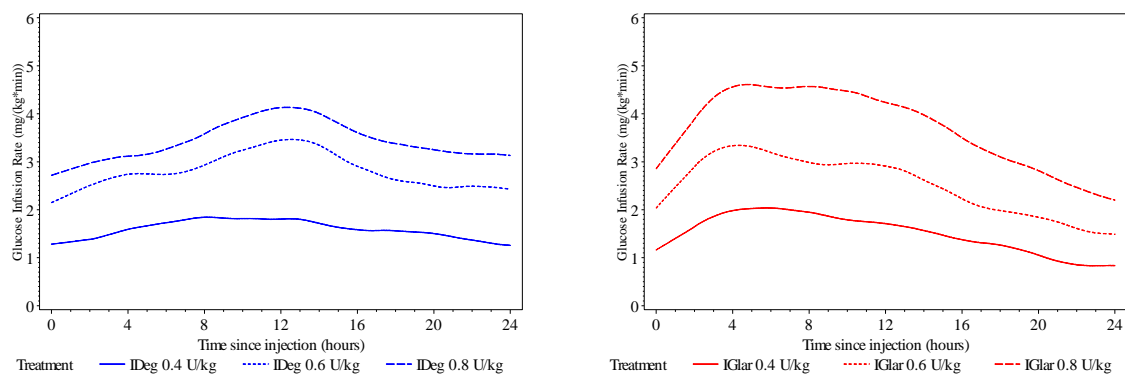 Glucose Infusion Rate (mg/(kg*min))
6
5
4
3
2
1
0
0 4 8 12 16 20 24
Time since injection (hours)
Treatment IDeg 0.4 U/kg IDeg 0.6 U/kg IDeg 0.8 U/kg
Glucose Infusion Rate (mg/(kg*min))
6
5
4
3
2
1
0
0 4 8 12 16 20 24
Time since injection (hours)
Treatment IGlar 0.4 U/kg IGlar 0.6 U/kg IGlar 0.8 U/kg